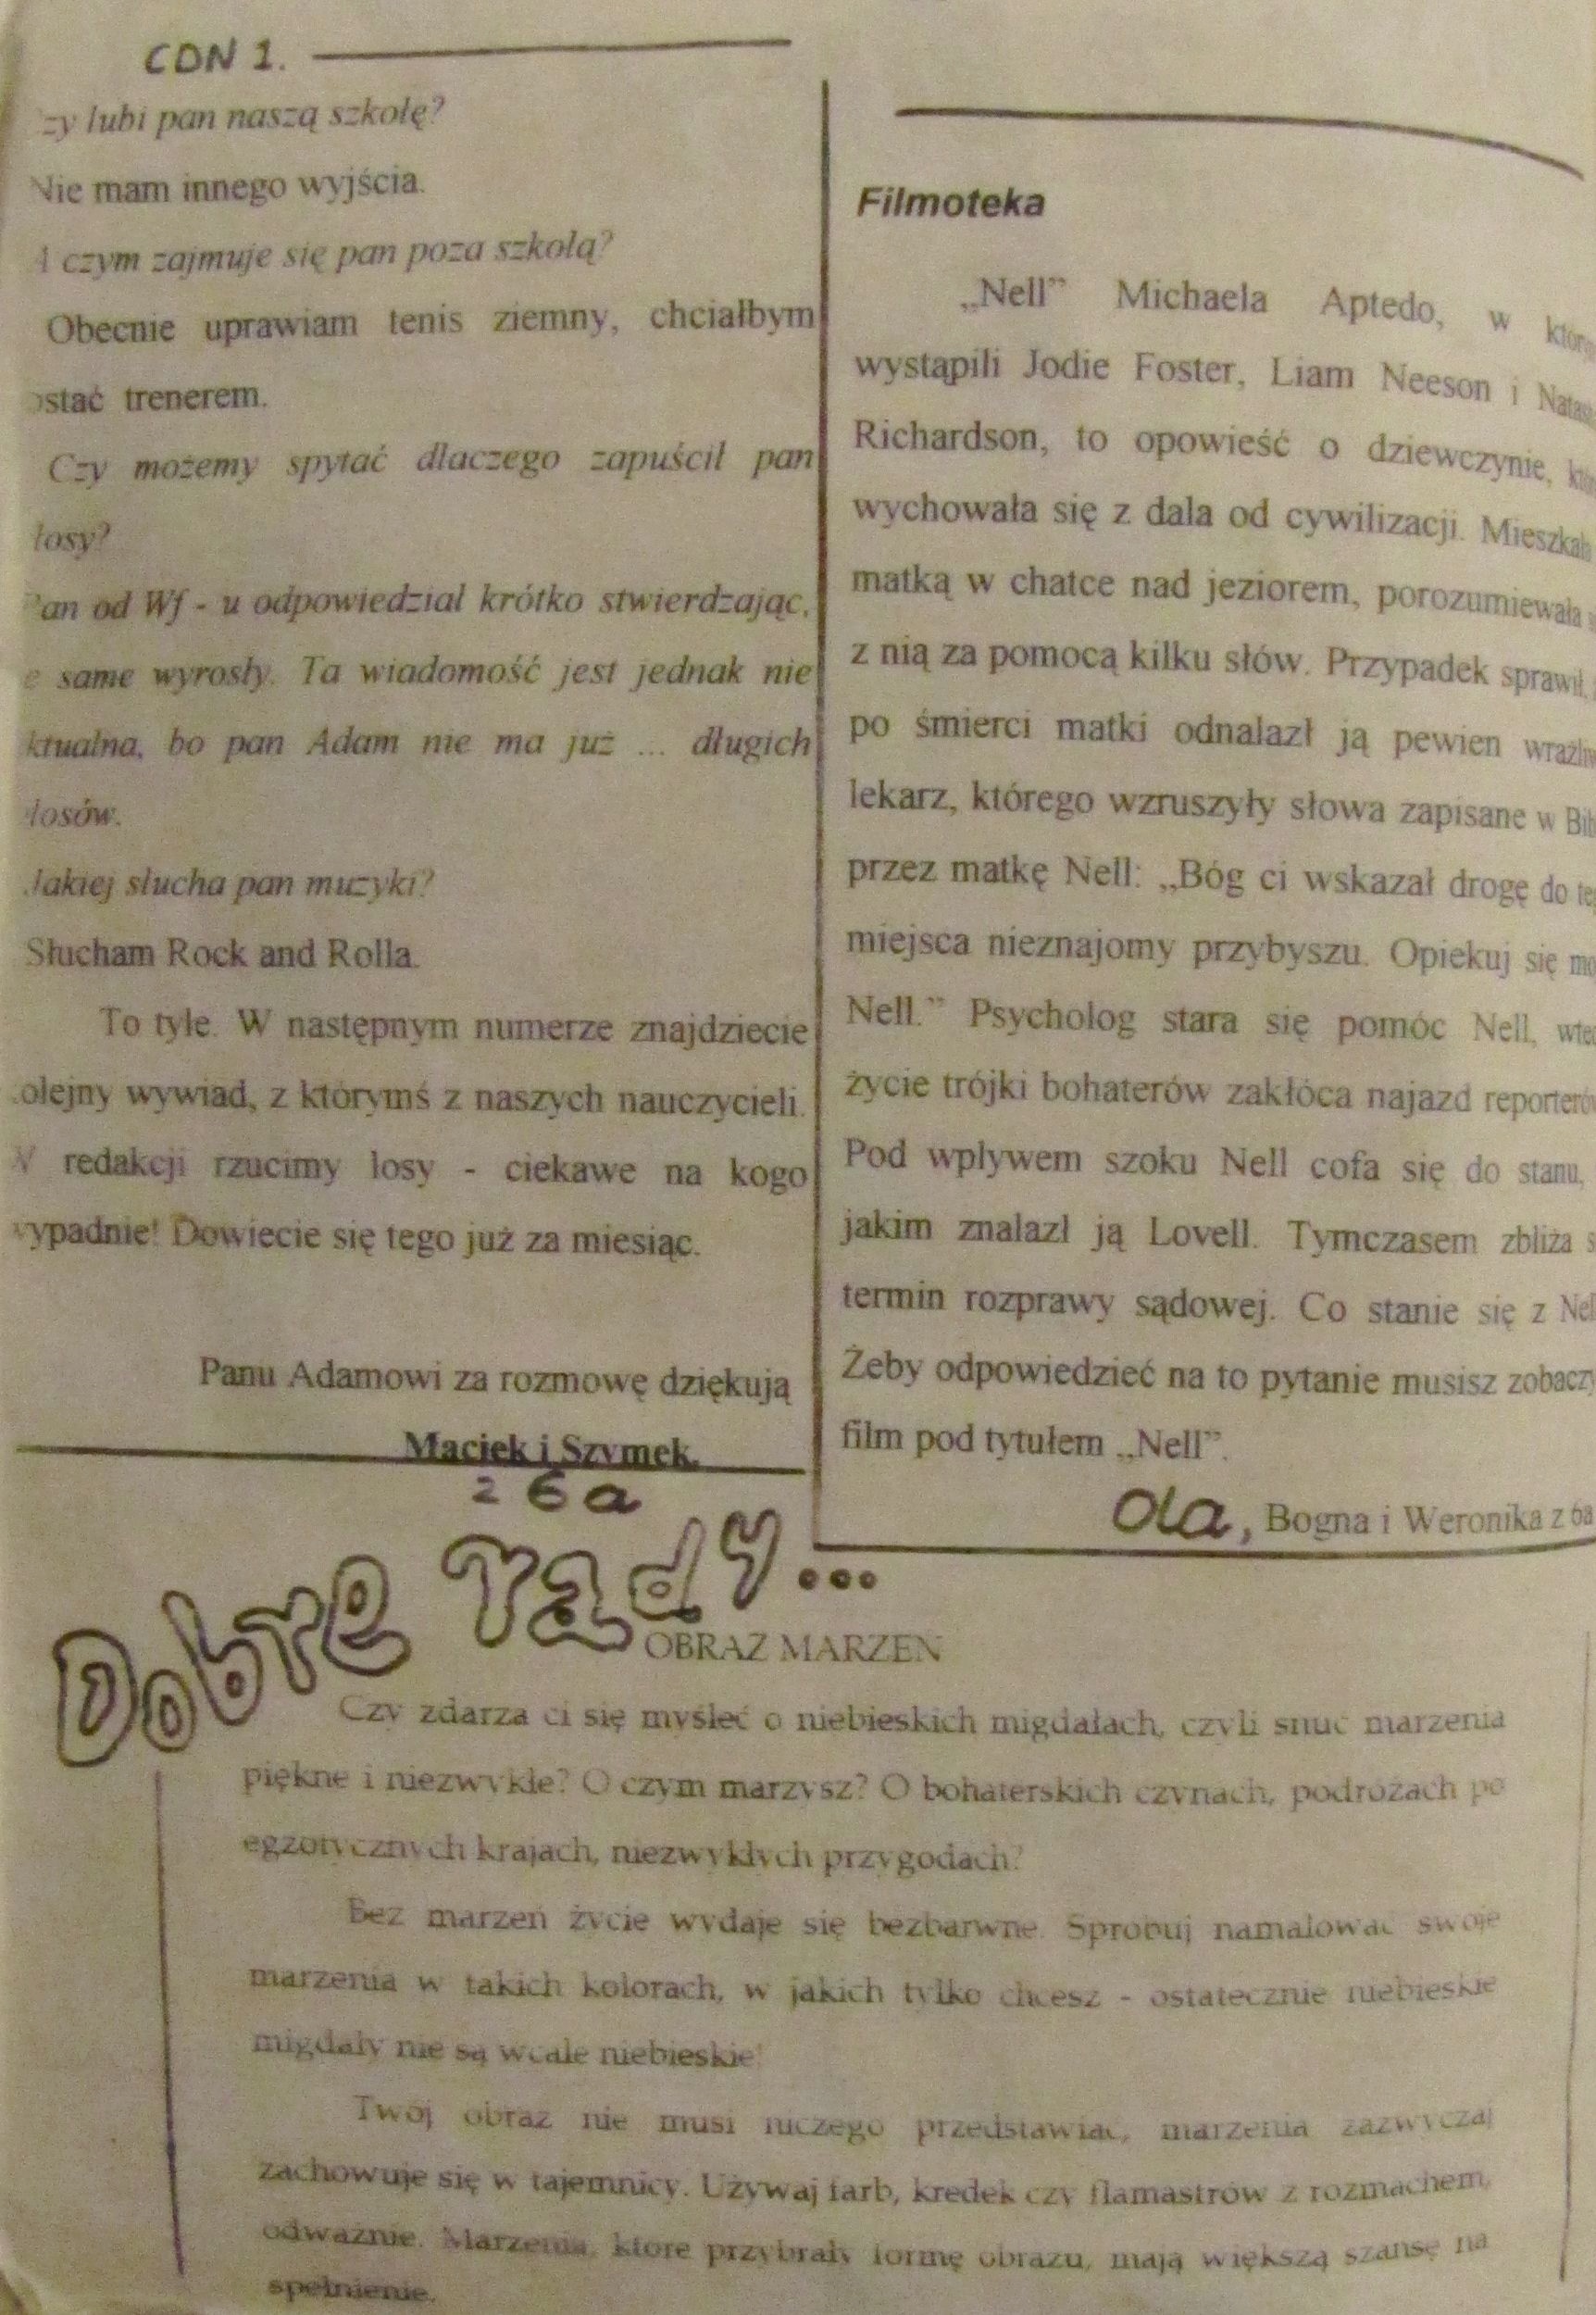 CDN 1.
zy lubi pan naszą szkołę?
Nie mam innego wyjścia.
A czym zajmuje się pan poza szkołą?
Obecnie uprawiam tenis ziemny, chciałbym
ostać trenerem.
Czy możemy spytać dlaczego zapuścił pan
łosy?
Pan od Wf - u odpowiedział krótko stwierdzając,
e same wyrosły. Ta wiadomość jest jednak nie
ktualna, bo pan Adam nie ma już ... długich
łosów.
Jakiej słucha pan muzyki?
Słucham Rock and Rolla.
To tyle. W następnym numerze znajdziecie
olejny wywiad, z którymś z naszych nauczycieli.
W redakcji rzucimy losy - ciekawe na kogo
wypadnie! Dowiecie się tego już za miesiąc.
Panu Adamowi za rozmowę dziękują
Maciek i Szymek.
z 6a
Filmoteka
„Nell” Michaela Aptedo, w któr
wystąpili Jodie Foster, Liam Neeson i Natas
Richardson, to opowieść o dziewczynie, któ
wychowała się z dala od cywilizacji. Mieszkała
matką w chatce nad jeziorem, porozumiewała s
z nią za pomocą kilku słów. Przypadek sprawił,
po śmierci matki odnalazł ją pewien wrażliw
lekarz, którego wzruszyły słowa zapisane w Bib
przez matkę Nell: „Bóg ci wskazał drogę do te
miejsca nieznajomy przybyszu. Opiekuj się mo
Nell.” Psycholog stara się pomóc Nell, wted
życie trójki bohaterów zakłóca najazd reporteró
Pod wpływem szoku Nell cofa się do stanu,
jakim znalazł ją Lovell. Tymczasem zbliża s
termin rozprawy sądowej. Co stanie się z Nel
Żeby odpowiedzieć na to pytanie musisz zobaczy
film pod tytułem „Nell”.
Ola, Bogna i Weronika z 6a
Dobre rady...
OBRAZ MARZEŃ
Czy zdarza ci się myśleć o niebieskich migdałach, czyli snuć marzenia
piękne i niezwykłe? O czym marzysz? O bohaterskich czynach, podróżach po
egzotycznych krajach, niezwykłych przygodach?
Bez marzeń życie wydaje się bezbarwne. Spróbuj namalować swoje
marzenia w takich kolorach, w jakich tylko chcesz - ostatecznie niebieskie
migdały nie są wcale niebieskie!
Twój obraz nie musi niczego przedstawiać, marzenia zazwyczaj
zachowuje się w tajemnicy. Używaj farb, kredek czy flamastrów z rozmachem,
odważnie. Marzenia, które przybrały formę obrazu, mają większą szansę na
spełnienie.